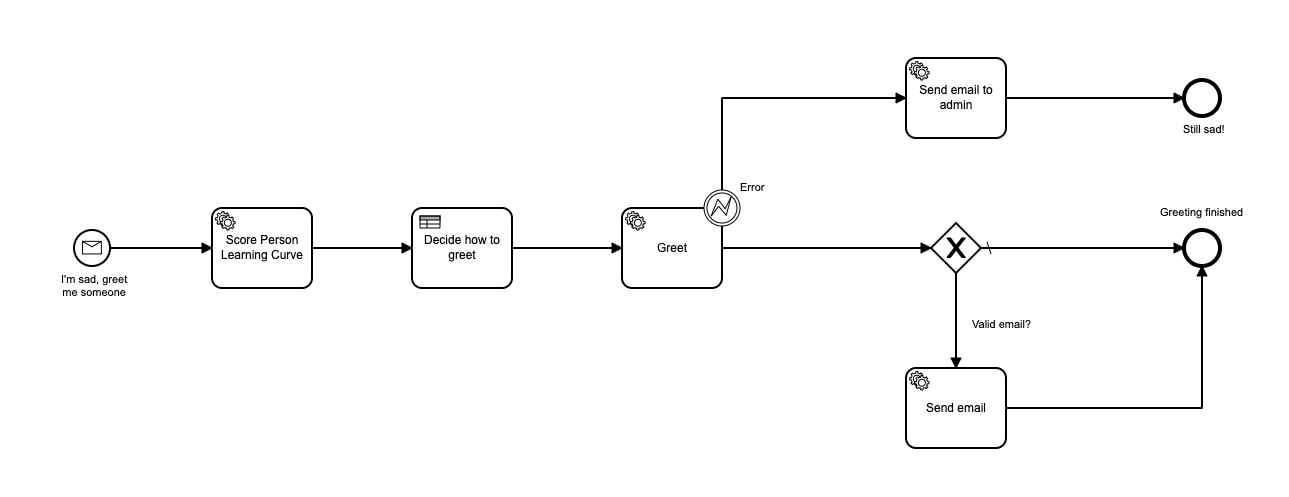 I'm sad, greet
me someone
Score Person
Learning Curve
Decide how to
greet
Greet
Error
Send email to
admin
Still sad!
Greeting finished
Valid email?
Send email